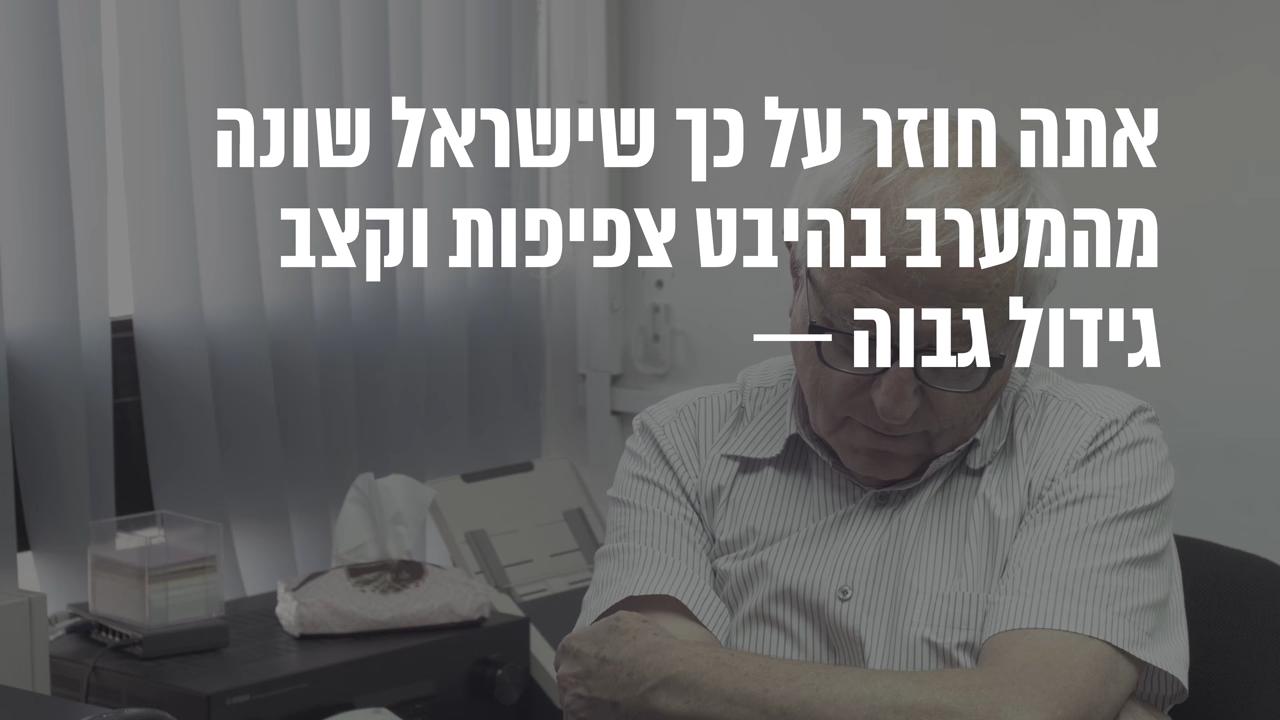 אתה חוזר על כך שישראל שונה
מהמערב בהיבט צפיפות וקצב
גידול גבוה —